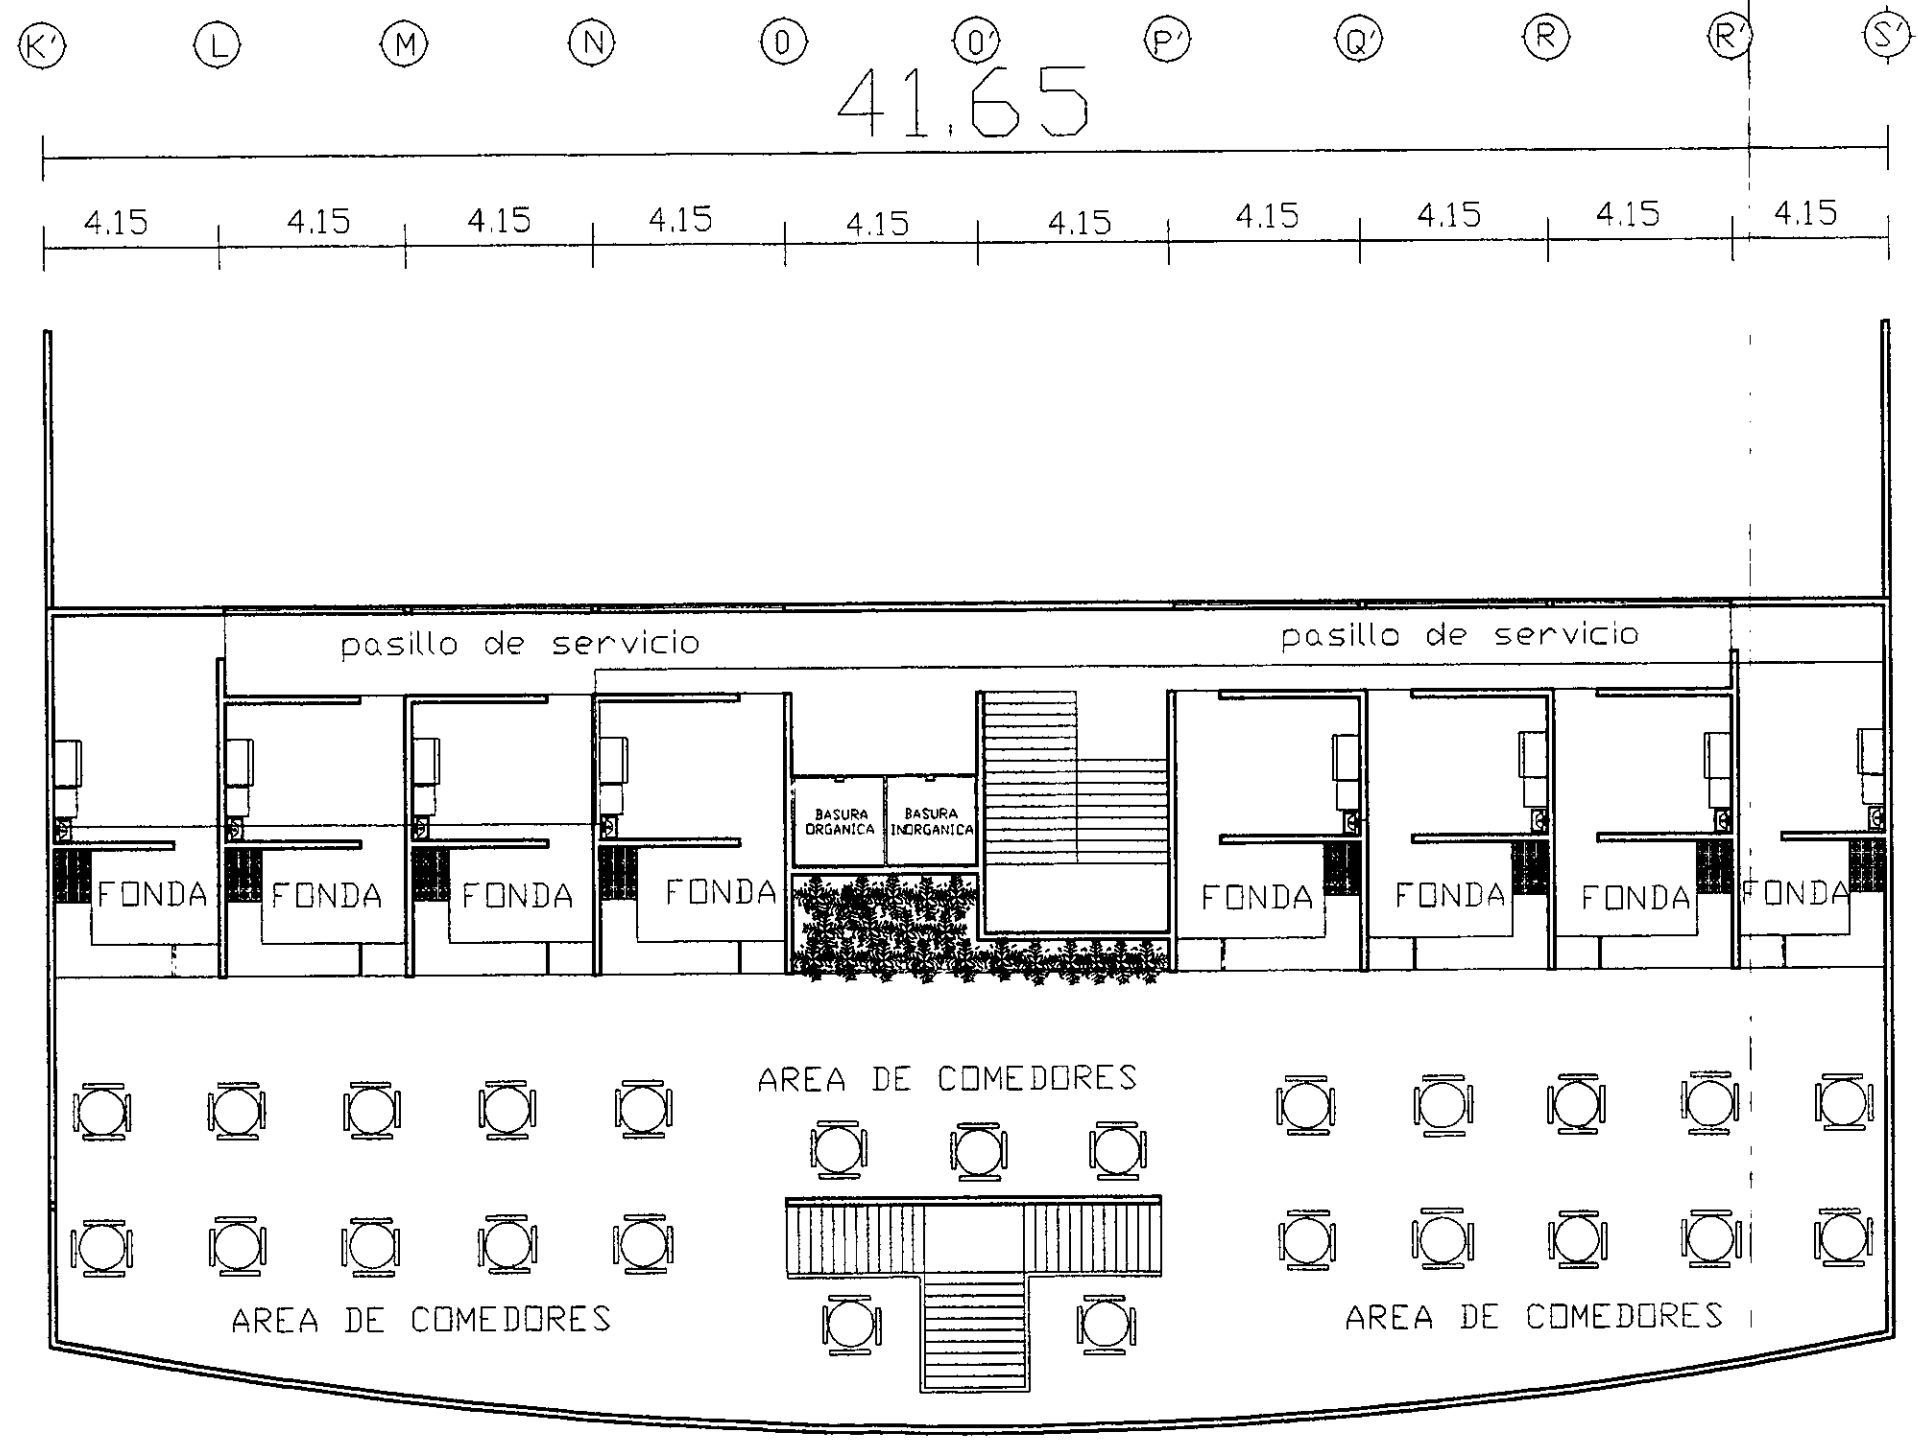 K' L M N O O' P' Q' R R' S'
41.65
4.15 4.15 4.15 4.15 4.15 4.15 4.15 4.15 4.15 4.15
pasillo de servicio pasillo de servicio
BASURA ORGANICA
BASURA INORGANICA
FONDA FONDA FONDA FONDA FONDA FONDA FONDA FONDA
AREA DE COMEDORES
AREA DE COMEDORES AREA DE COMEDORES